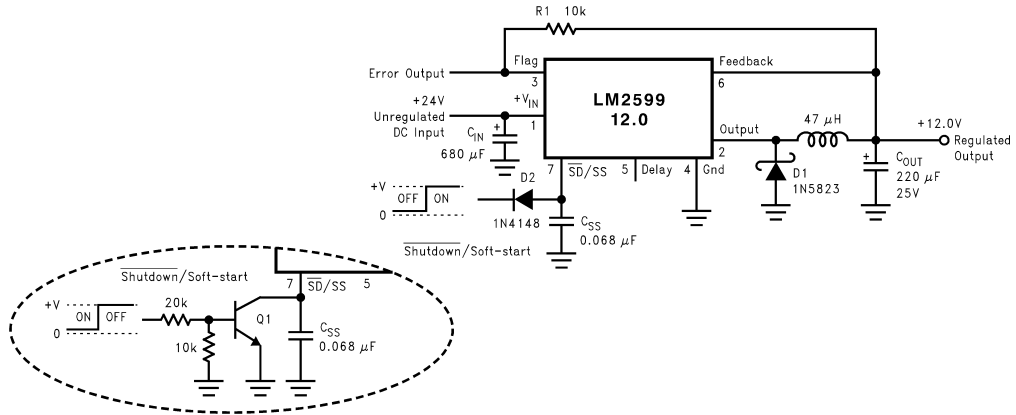 R1 10k
Error Output
Flag
3
Feedback
6
LM2599
12.0
+24V
Unregulated
DC Input
+VIN
1
CIN
+
680 µF
Output
2
47 µH
+12.0V
Regulated
Output
D1
1N5823
+
COUT
220 µF
25V
7
SD/SS
5
Delay
4
Gnd
+V
0
OFF
ON
D2
1N4148
CSS
0.068 µF
Shutdown/Soft-start
Shutdown/Soft-start
7
SD/SS
5
+V
0
ON
OFF
20k
10k
Q1
CSS
0.068 µF